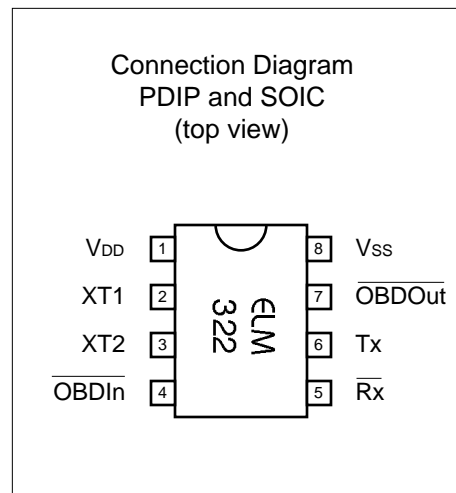 Connection Diagram
PDIP and SOIC
(top view)
VDD 1 8 VSS
XT1 2 7 OBDOut
XT2 3 6 Tx
OBDIn 4 5 Rx
ELM
322